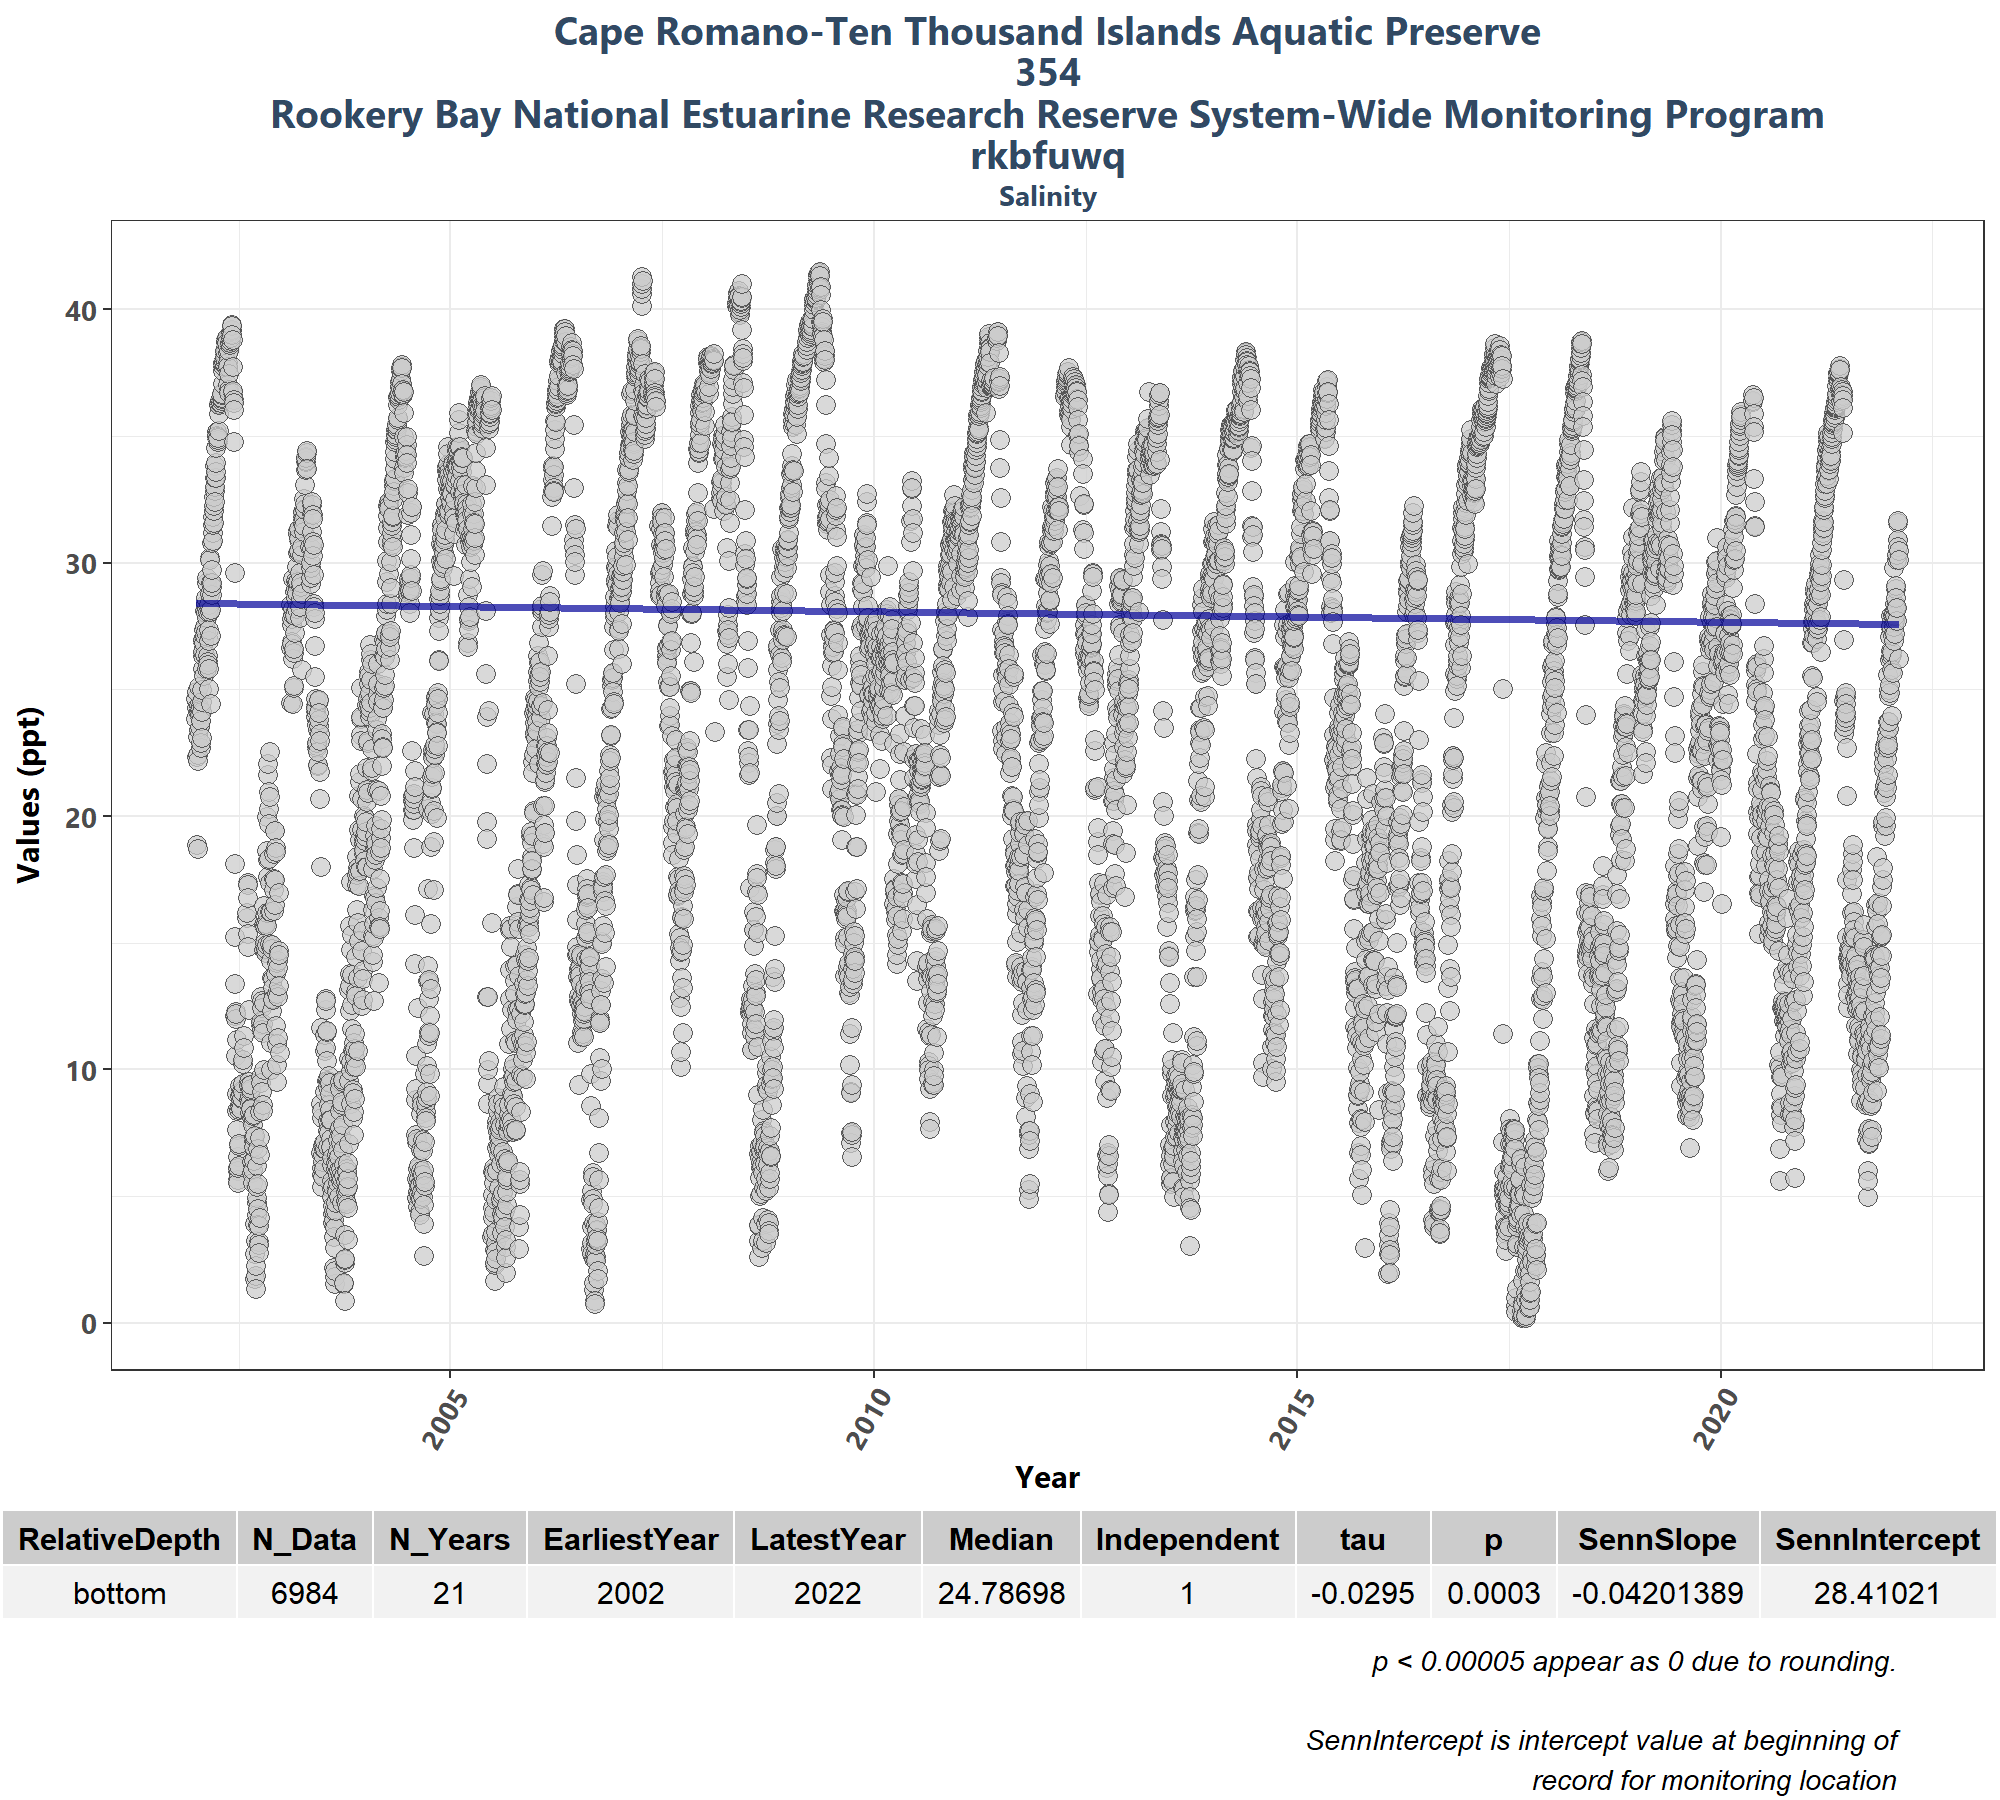 Cape Romano-Ten Thousand Islands Aquatic Preserve
354
Rookery Bay National Estuarine Research Reserve System-Wide Monitoring Program
rkbfuwq
Salinity
40
30
20
10
0
Values (ppt)
2005
2010
2015
2020
Year
RelativeDepth N_Data N_Years EarliestYear LatestYear Median Independent tau p SennSlope SennIntercept
bottom 6984 21 2002 2022 24.78698 1 -0.0295 0.0003 -0.04201389 28.41021
p < 0.00005 appear as 0 due to rounding.
SennIntercept is intercept value at beginning of
record for monitoring location